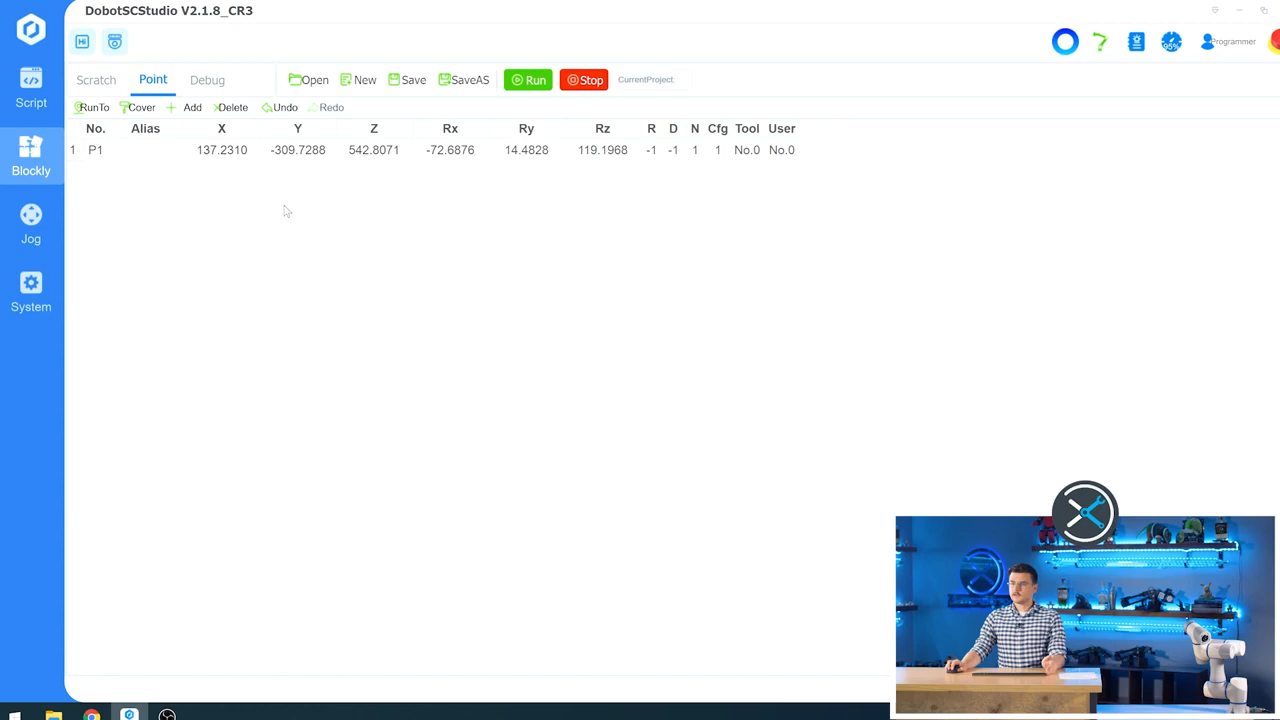 DobotSCStudio V2.1.8_CR3
Programmer
95%
Scratch Point Debug Open New Save SaveAS Run Stop CurrentProject:
RunTo Cover Add Delete Undo Redo
No. Alias X Y Z Rx Ry Rz R D N Cfg Tool User
1 P1 137.2310 -309.7288 542.8071 -72.6876 14.4828 119.1968 -1 -1 1 1 No.0 No.0
Script
Blockly
Jog
System